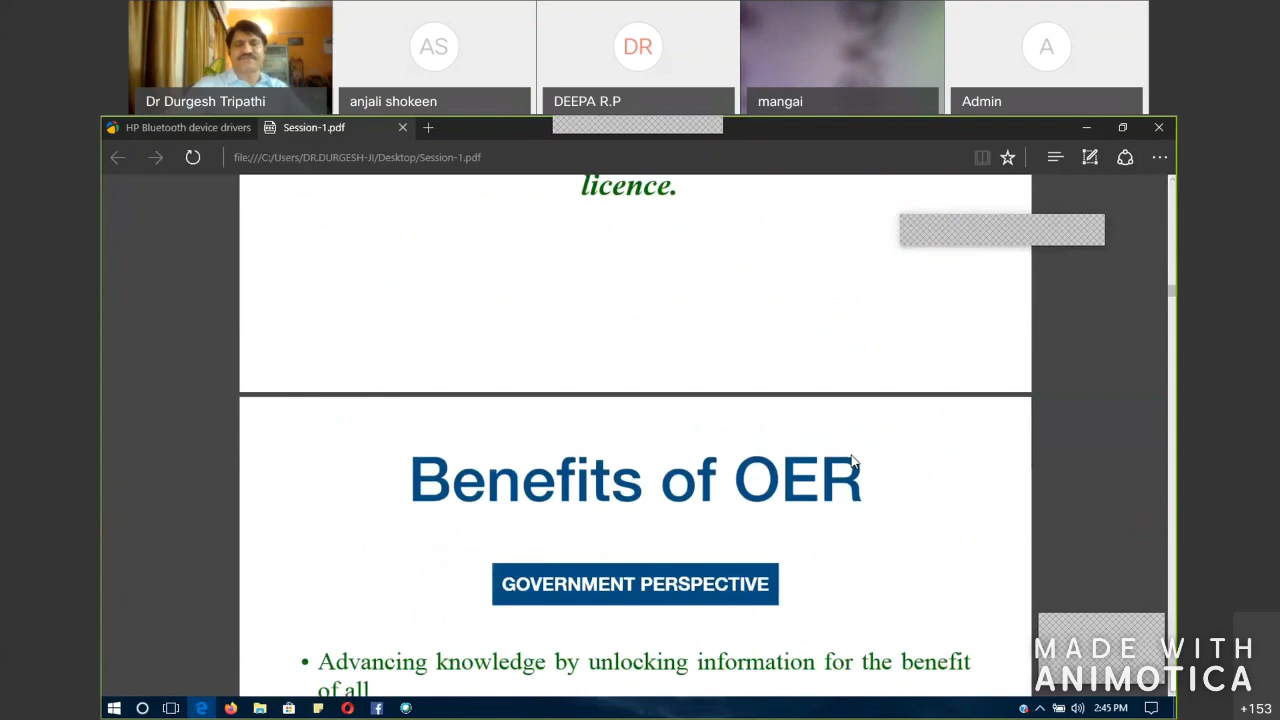 AS
DR
A
Dr Durgesh Tripathi
anjali shokeen
DEEPA R.P
mangai
Admin
HP Bluetooth device drivers
Session-1.pdf
file:///C:/Users/DR.DURGESH-JI/Desktop/Session-1.pdf
licence.
Benefits of OER
GOVERNMENT PERSPECTIVE
• Advancing knowledge by unlocking information for the benefit
of all
MADE WITH
ANIMOTICA
2:45 PM
+153